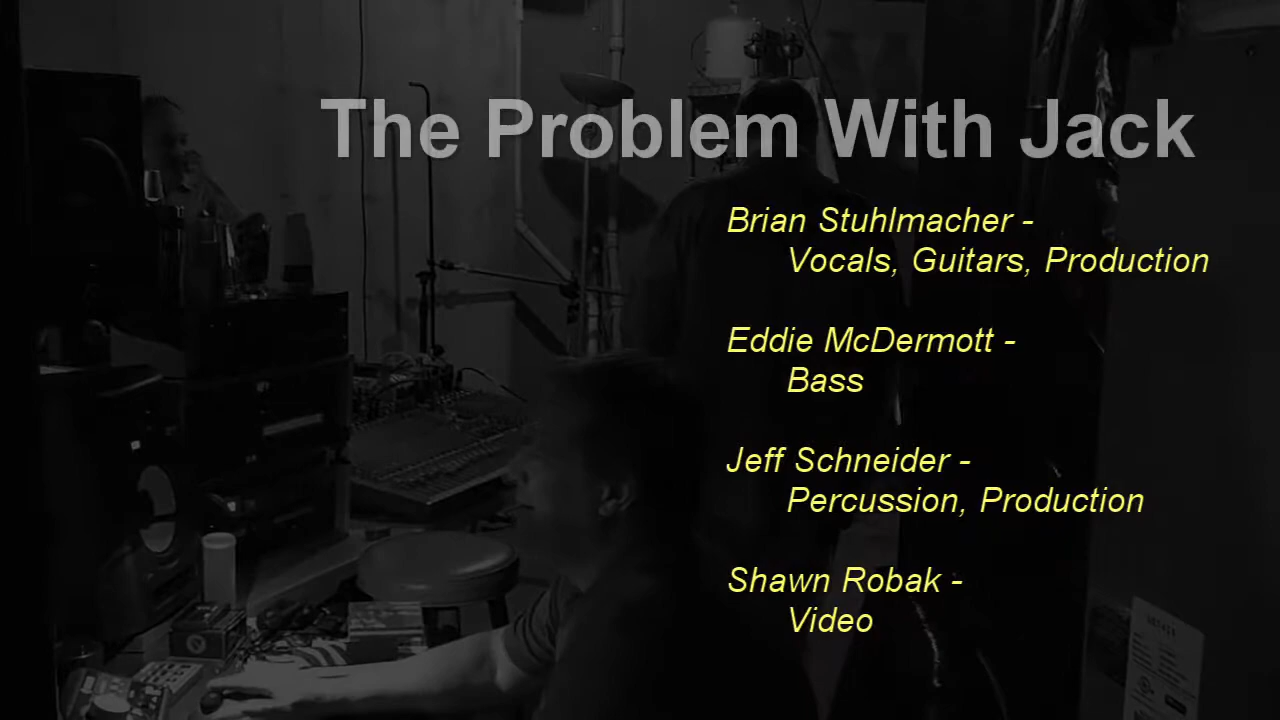 The Problem With Jack
Brian Stuhlmacher -
Vocals, Guitars, Production
Eddie McDermott -
Bass
Jeff Schneider -
Percussion, Production
Shawn Robak -
Video